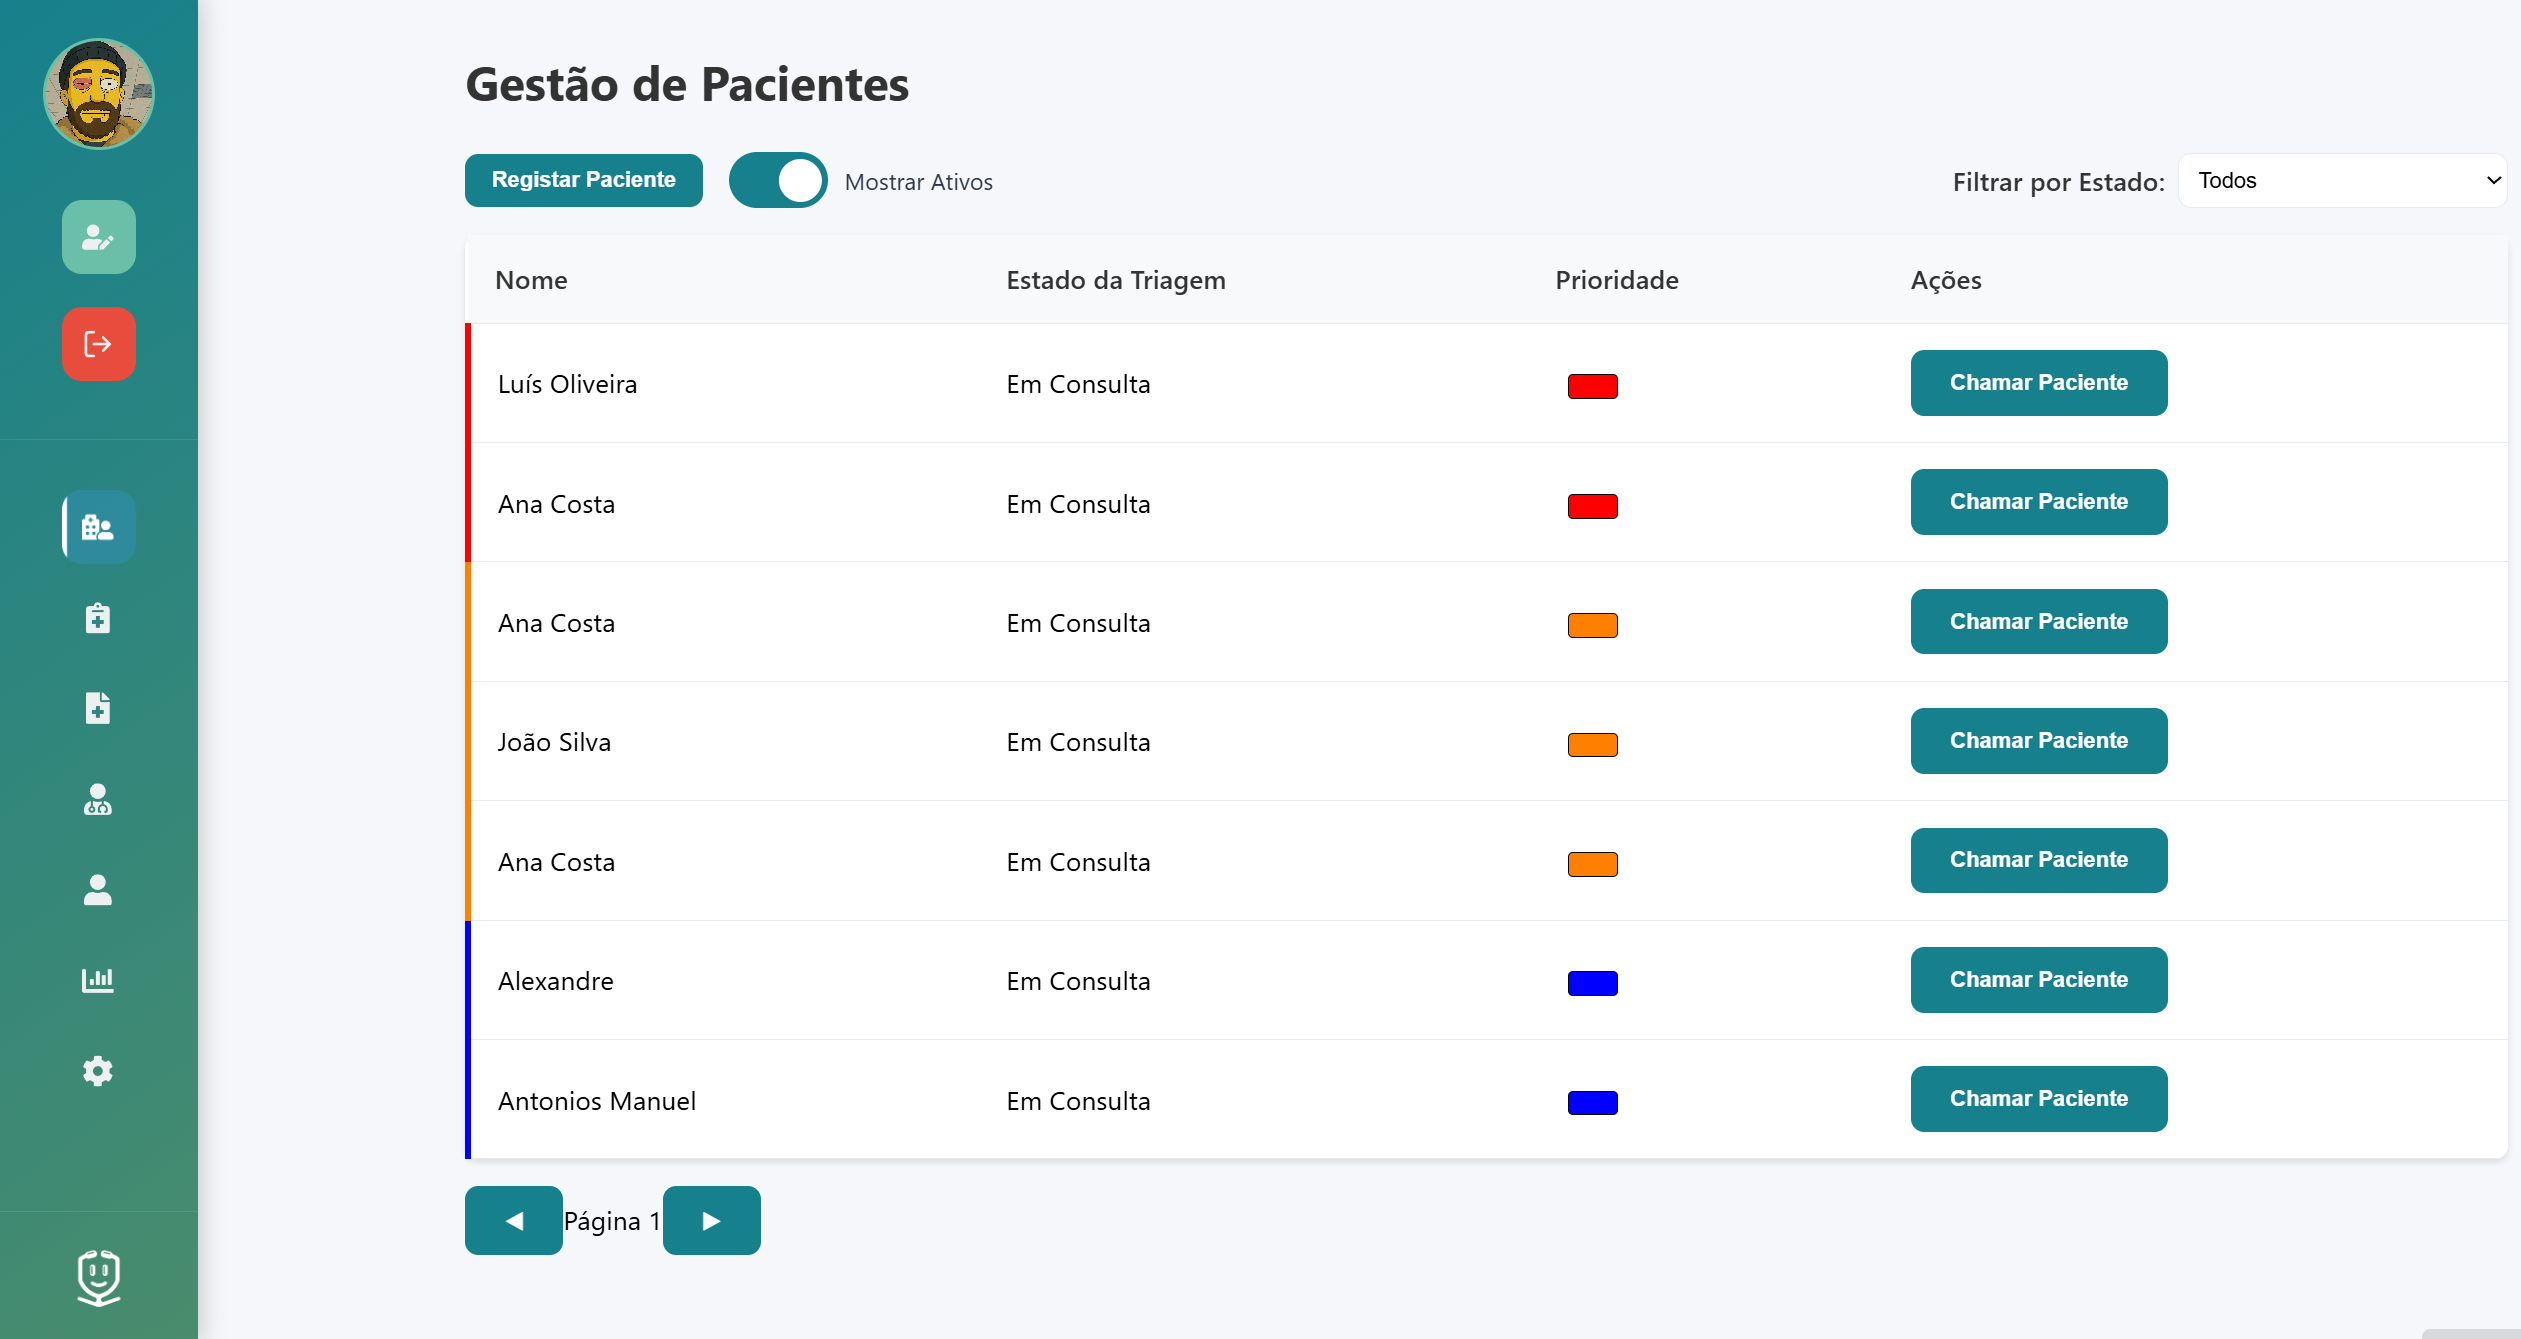 Gestão de Pacientes
Registar Paciente Mostrar Ativos Filtrar por Estado: Todos
Nome Estado da Triagem Prioridade Ações
Luís Oliveira Em Consulta Chamar Paciente
Ana Costa Em Consulta Chamar Paciente
Ana Costa Em Consulta Chamar Paciente
João Silva Em Consulta Chamar Paciente
Ana Costa Em Consulta Chamar Paciente
Alexandre Em Consulta Chamar Paciente
Antonios Manuel Em Consulta Chamar Paciente
Página 1